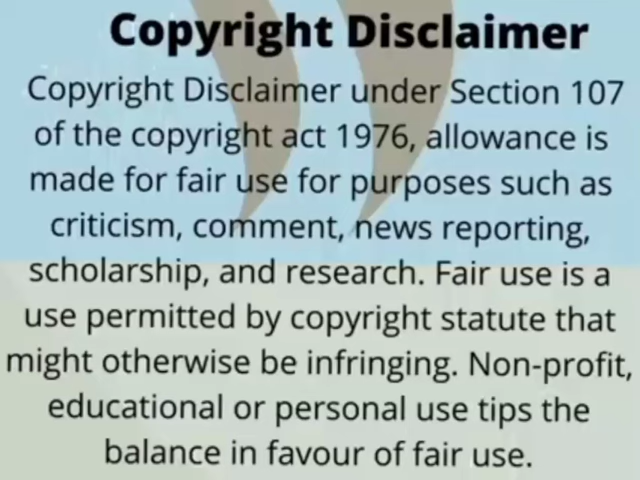 Copyright Disclaimer
Copyright Disclaimer under Section 107
of the copyright act 1976, allowance is
made for fair use for purposes such as
criticism, comment, news reporting,
scholarship, and research. Fair use is a
use permitted by copyright statute that
might otherwise be infringing. Non-profit,
educational or personal use tips the
balance in favour of fair use.